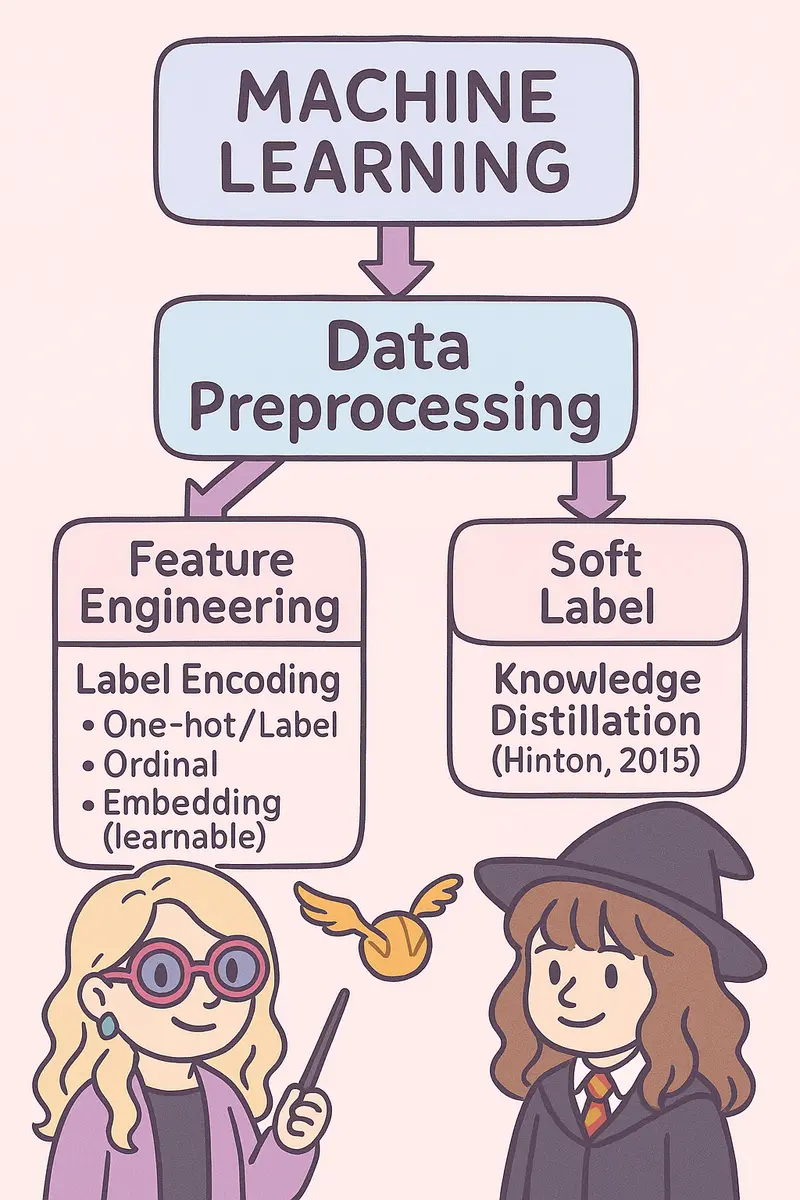 MACHINE
LEARNING
Data
Preprocessing
Feature
Engineering
Label Encoding
• One-hot/Label
• Ordinal
• Embedding
(learnable)
Soft
Label
Knowledge
Distillation
(Hinton, 2015)